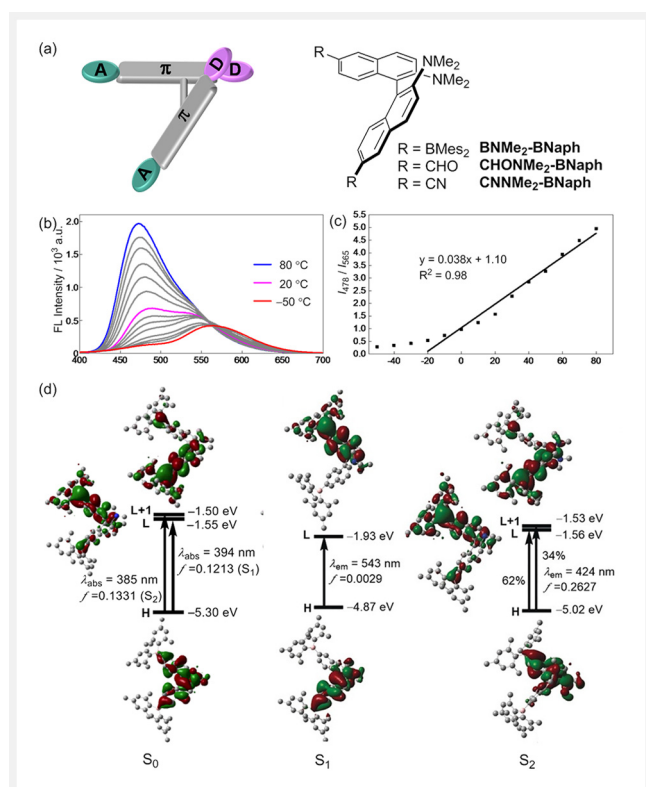 (a)
A
π
D
D
π
A
R
NMe₂
NMe₂
R
R = BMes₂ BNMe₂-BNaph
R = CHO CHONMe₂-BNaph
R = CN CNNMe₂-BNaph
(b)
FL Intensity / 10³ a.u.
2.0
1.5
1.0
0.5
0
400 450 500 550 600 650 700
80 °C
20 °C
−50 °C
(c)
I₄₇₈ / I₅₆₅
5.5
5.0
4.5
4.0
3.5
3.0
2.5
2.0
1.5
1.0
0.5
0.0
-40 -20 0 20 40 60 80
y = 0.038x + 1.10
R² = 0.98
(d)
L+1 −1.50 eV
L −1.55 eV
λabs = 394 nm
f =0.1213 (S₁)
λabs = 385 nm
f =0.1331 (S₂)
H −5.30 eV
S₀
L −1.93 eV
λem = 543 nm
f =0.0029
H −4.87 eV
S₁
L+1 −1.53 eV
L −1.56 eV
34%
λem = 424 nm
f =0.2627
62%
H −5.02 eV
S₂